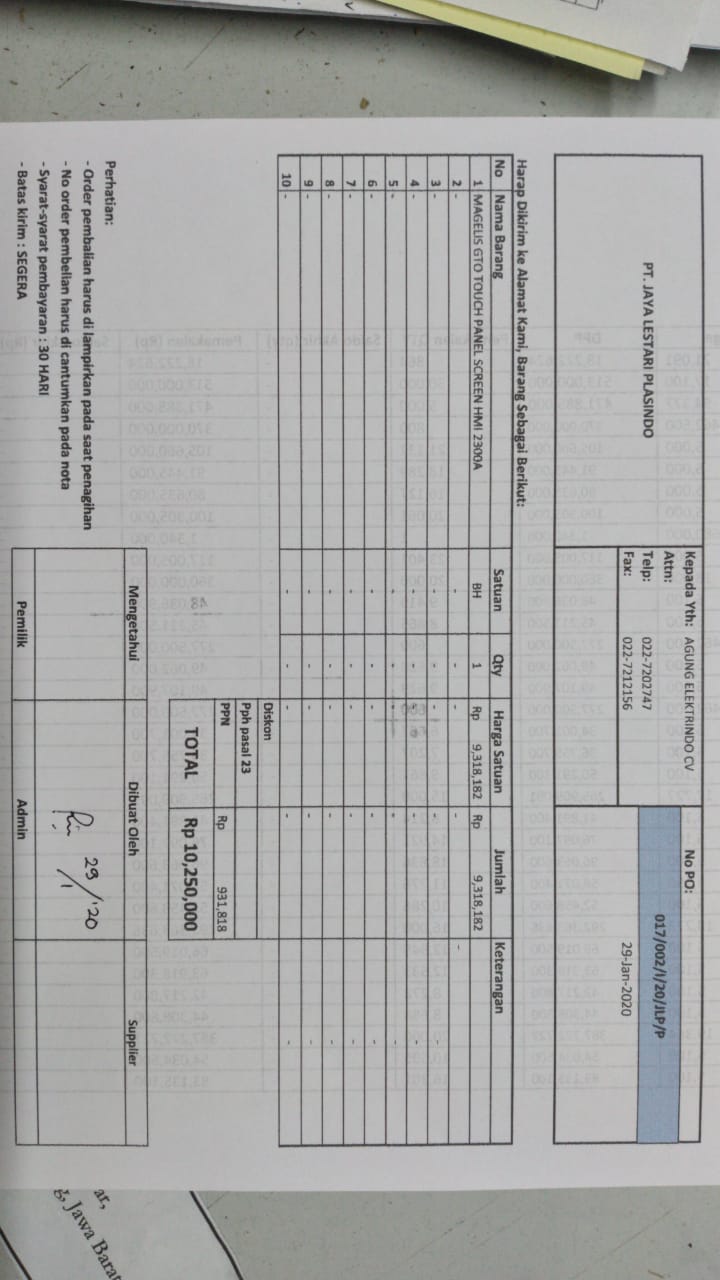 PT. JAYA LESTARI PLASINDO
Kepada Yth: AGUNG ELEKTRINDO CV
Attn:
Telp: 022-7202747
Fax: 022-7212156
No PO:
017/002/I/20/JLP/P
29-Jan-2020
Harap Dikirim ke Alamat Kami, Barang Sebagai Berikut:
No Nama Barang Satuan Qty Harga Satuan Jumlah Keterangan
1 MAGELIS GTO TOUCH PANEL SCREEN HMI 2300A BH 1 Rp 9,318,182 Rp 9,318,182 -
2 - - - - -
3 - - - - - -
4 - - - - - -
5 - - - - - -
6 - - - - - -
7 - - - - - -
8 - - - - - -
9 - - - - - -
10 - - - - - -
Diskon
Pph pasal 23
PPN Rp 931,818
TOTAL Rp 10,250,000
Perhatian:
- Order pembalian harus di lampirkan pada saat penagihan
- No order pembelian harus di cantumkan pada nota
- Syarat-syarat pembayaran : 30 HARI
- Batas kirim : SEGERA
Mengetahui Dibuat Oleh Supplier
29/1 '20
Pemilik Admin
ar,
g, Jawa Barat